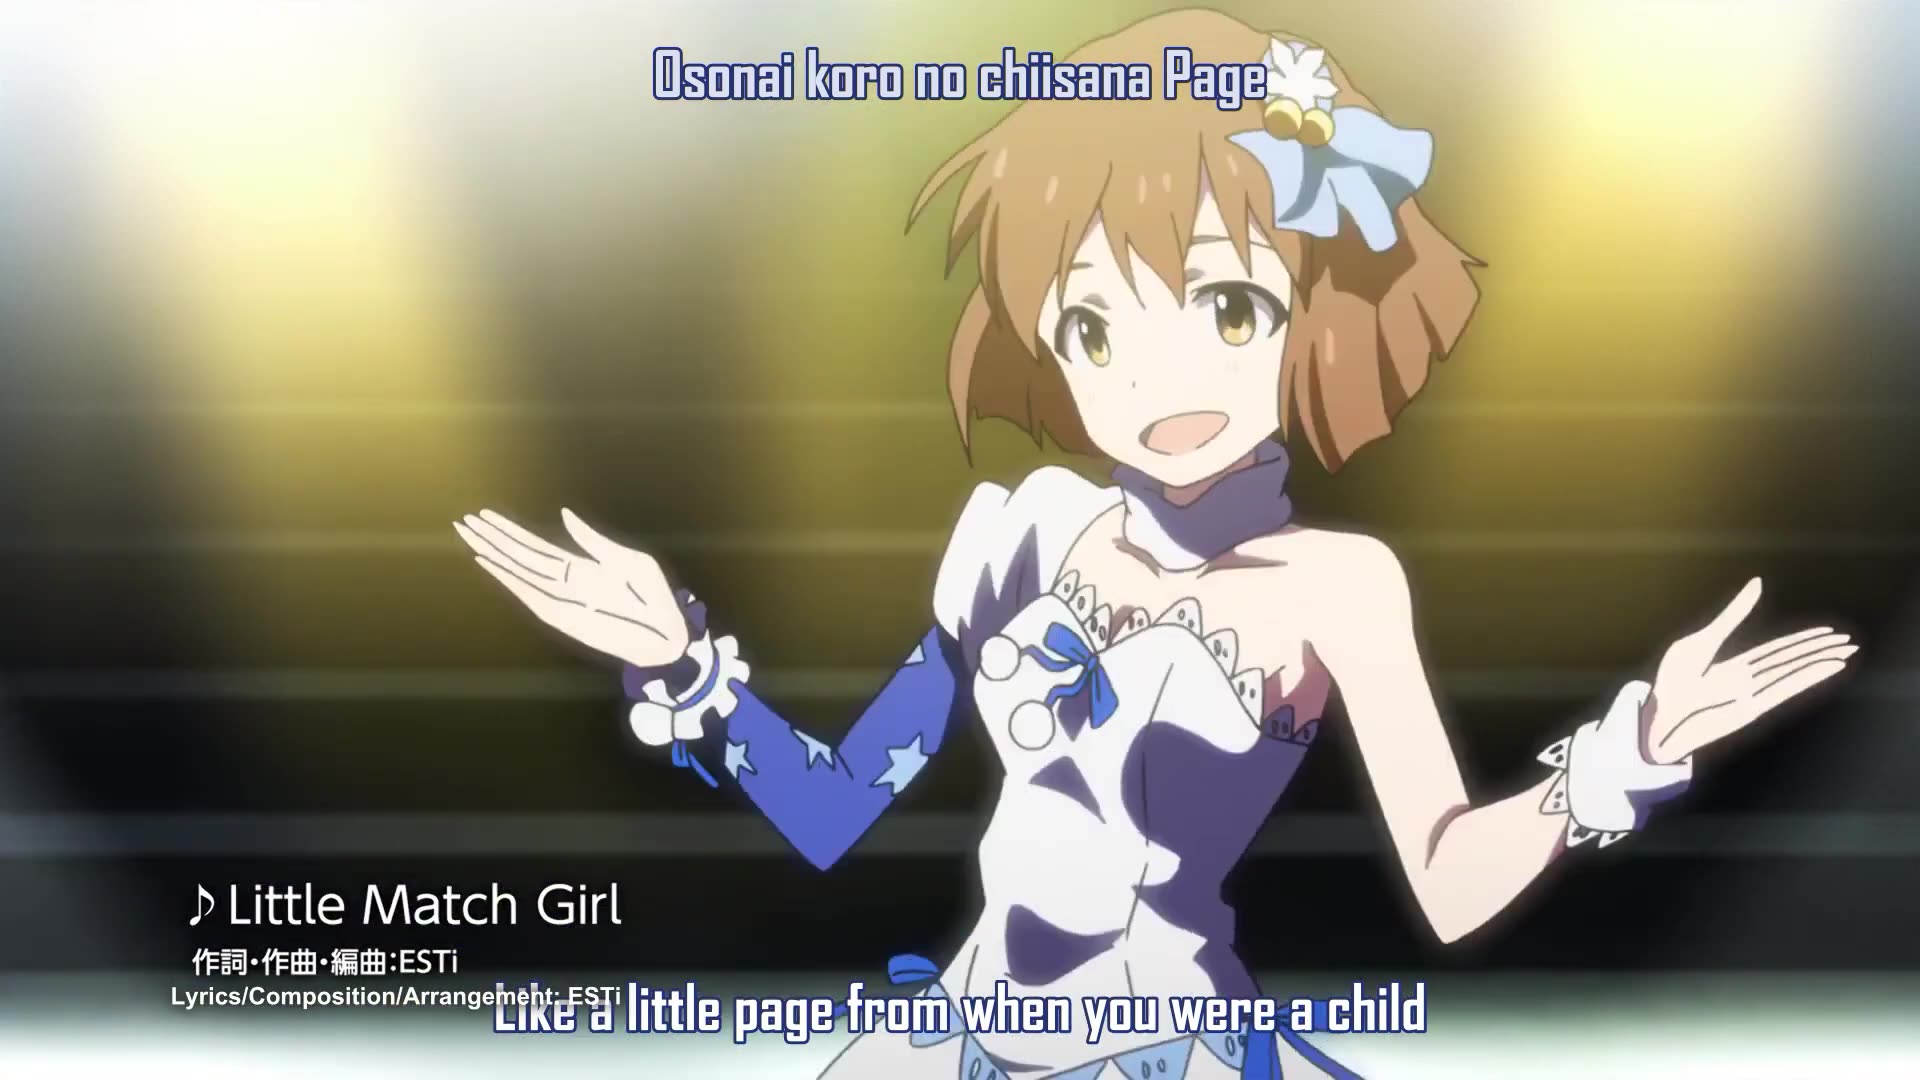 Osonai koro no chiisana Page
♪Little Match Girl
作詞・作曲・編曲:ESTi
Lyrics/Composition/Arrangement: ESTi
Like a little page from when you were a child